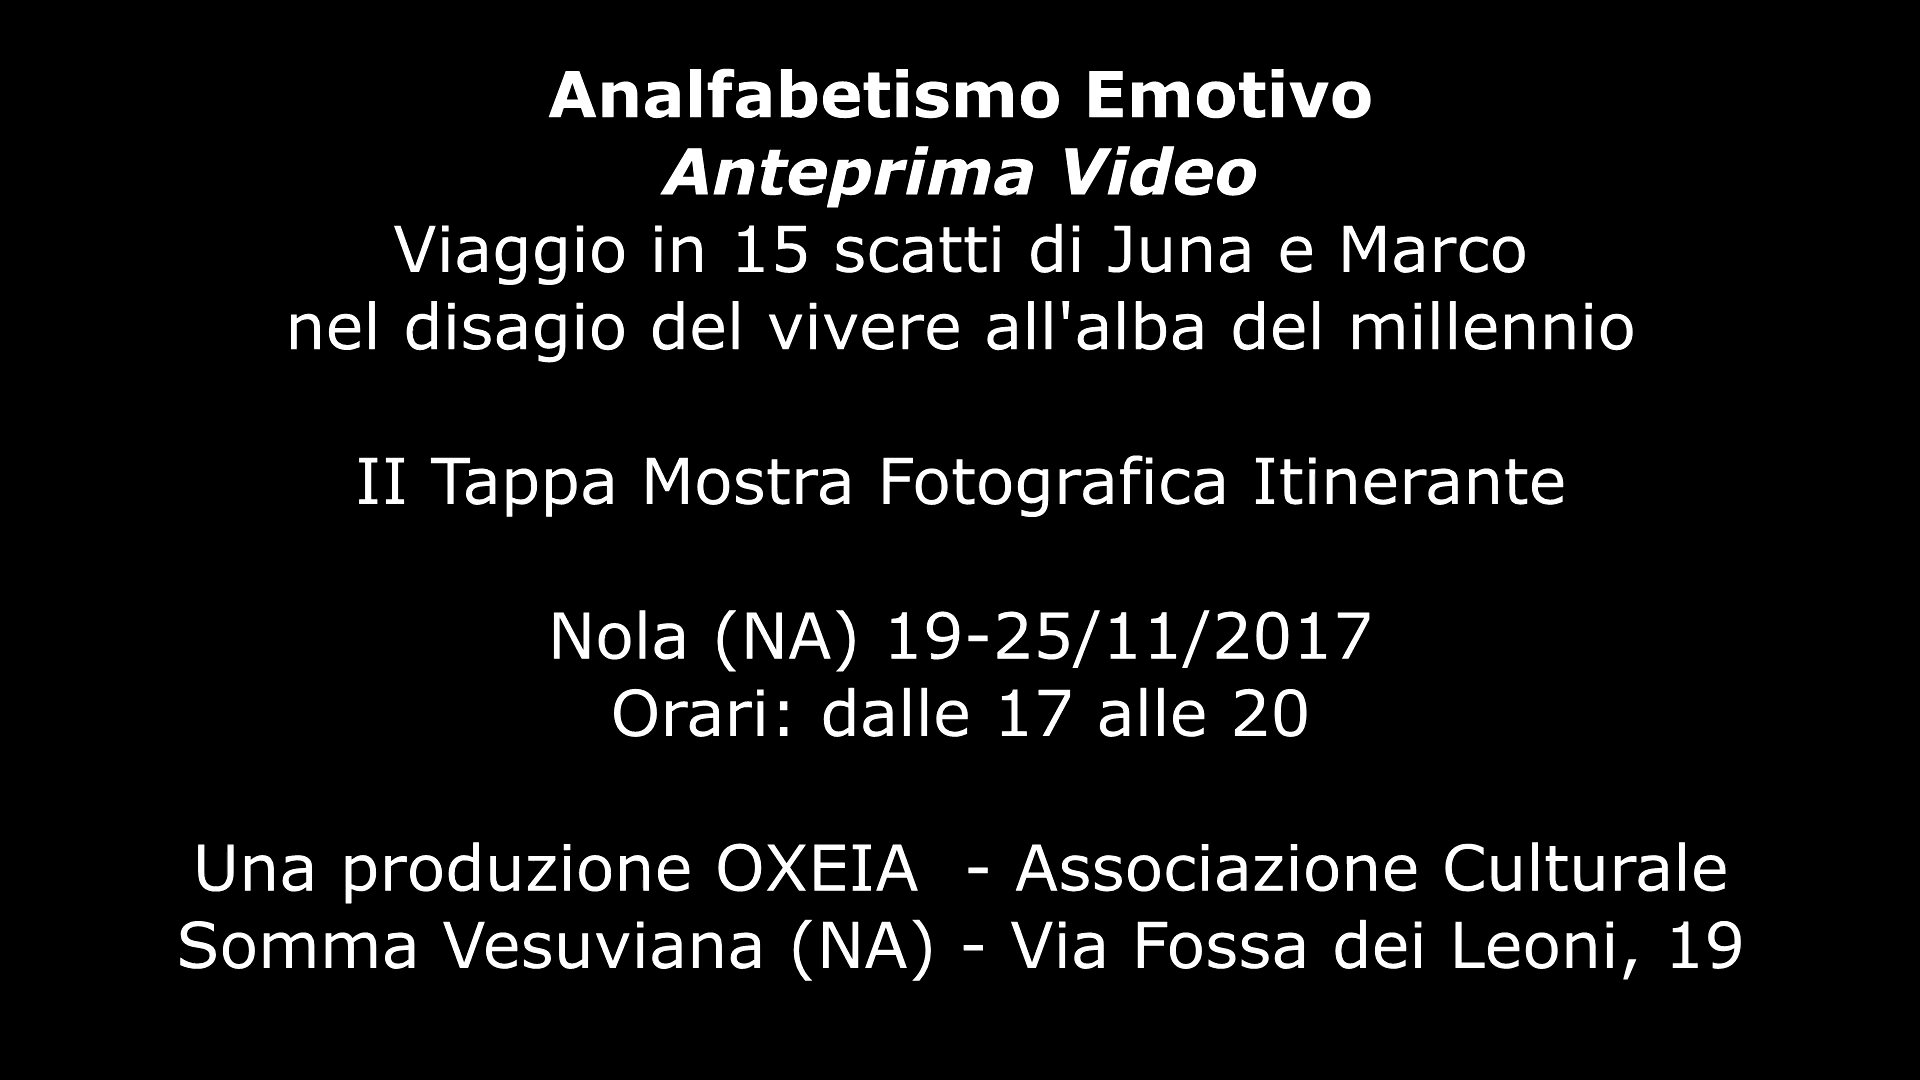 Analfabetismo Emotivo
Anteprima Video
Viaggio in 15 scatti di Juna e Marco
nel disagio del vivere all'alba del millennio
II Tappa Mostra Fotografica Itinerante
Nola (NA) 19-25/11/2017
Orari: dalle 17 alle 20
Una produzione OXEIA  - Associazione Culturale
Somma Vesuviana (NA) - Via Fossa dei Leoni, 19